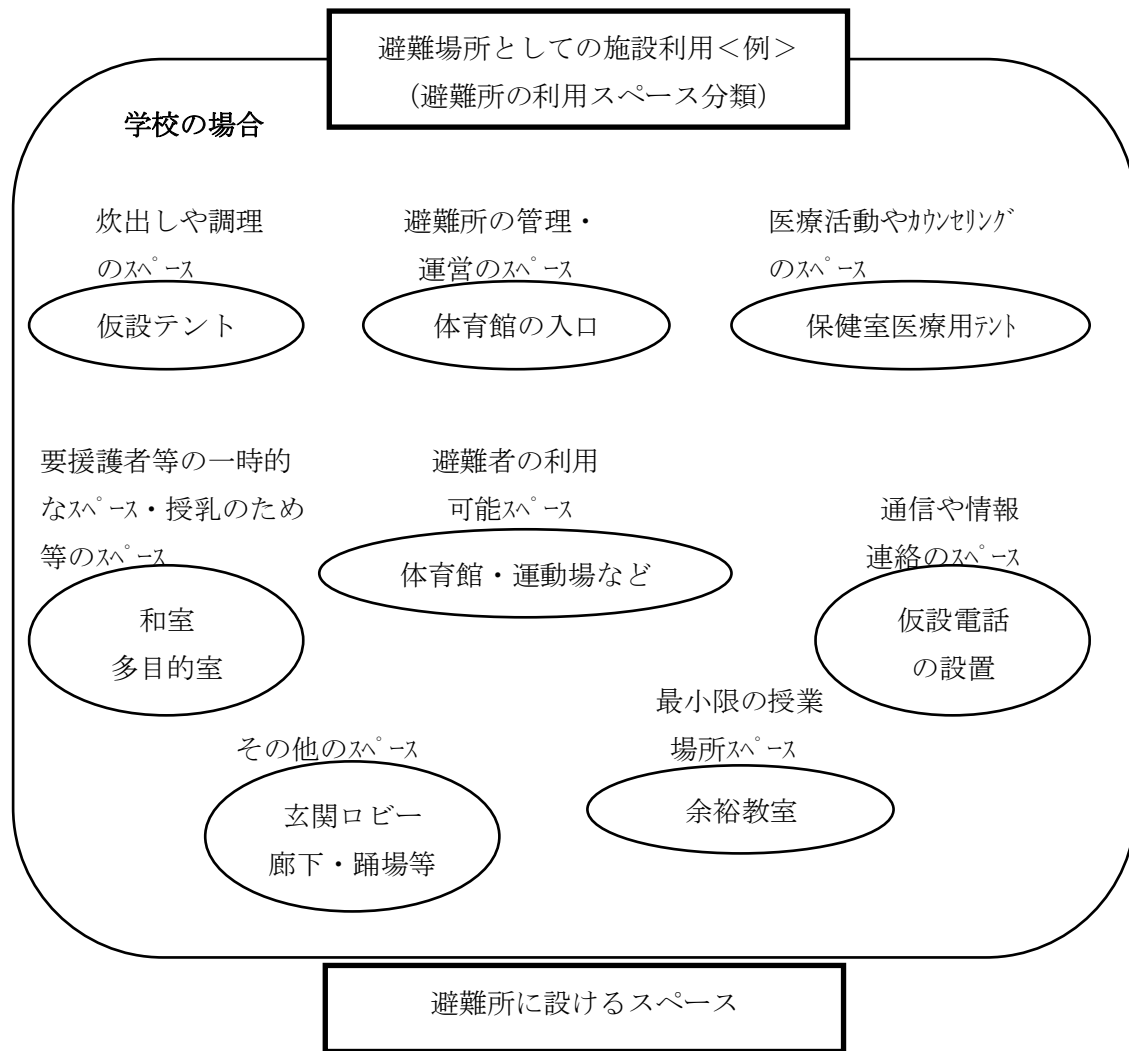 避難場所としての施設利用＜例＞
（避難所の利用スペース分類）
学校の場合
炊出しや調理
のｽﾍﾟｰｽ
仮設テント
避難所の管理・
運営のｽﾍﾟｰｽ
体育館の入口
医療活動やｶｳﾝｾﾘﾝｸﾞ
のｽﾍﾟｰｽ
保健室医療用ﾃﾝﾄ
要援護者等の一時的
なｽﾍﾟｰｽ・授乳のため
等のｽﾍﾟｰｽ
和室
多目的室
避難者の利用
可能ｽﾍﾟｰｽ
体育館・運動場など
通信や情報
連絡のｽﾍﾟｰｽ
仮設電話
の設置
その他のｽﾍﾟｰｽ
玄関ロビー
廊下・踊場等
最小限の授業
場所ｽﾍﾟｰｽ
余裕教室
避難所に設けるスペース